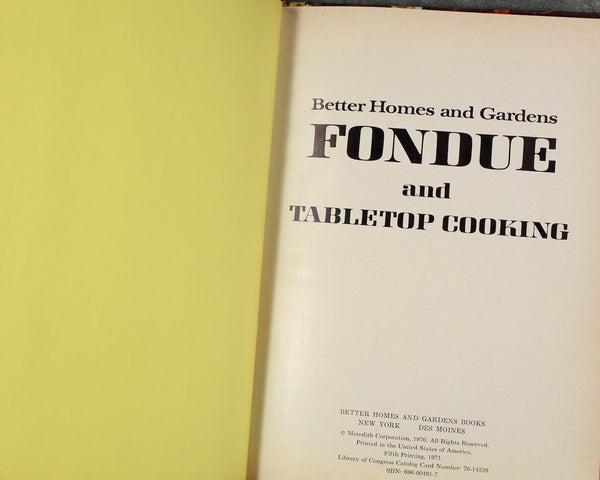 Better Homes and Gardens
FONDUE
and
TABLETOP COOKING
BETTER HOMES AND GARDENS BOOKS
NEW YORK DES MOINES
© Meredith Corporation, 1970. All Rights Reserved.
Printed in the United States of America.
Fifth Printing, 1971.
Library of Congress Catalog Card Number: 76-14329
SBN: 696-00491-7